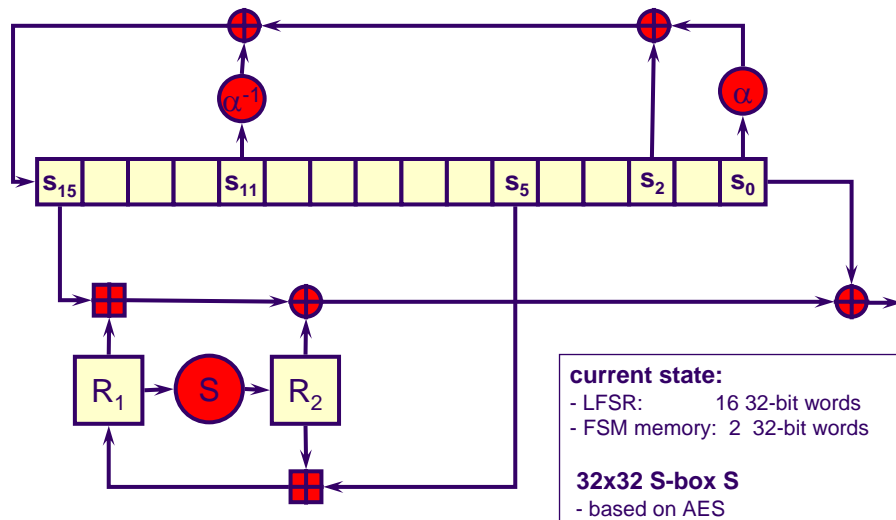 α⁻¹
α
s₁₅ s₁₁ s₅ s₂ s₀
R₁ S R₂
current state:
- LFSR: 16 32-bit words
- FSM memory: 2 32-bit words
32x32 S-box S
- based on AES